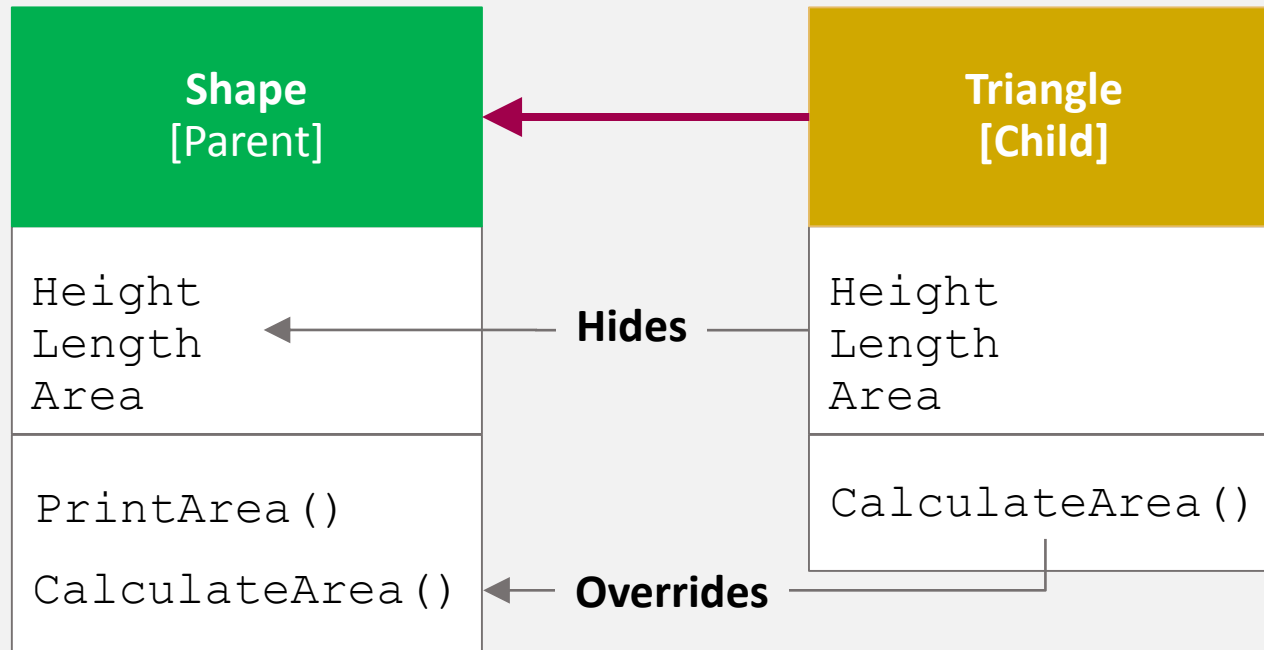 Shape
[Parent]
Height
Length
Area
PrintArea()
CalculateArea()
Hides
Overrides
Triangle
[Child]
Height
Length
Area
CalculateArea()